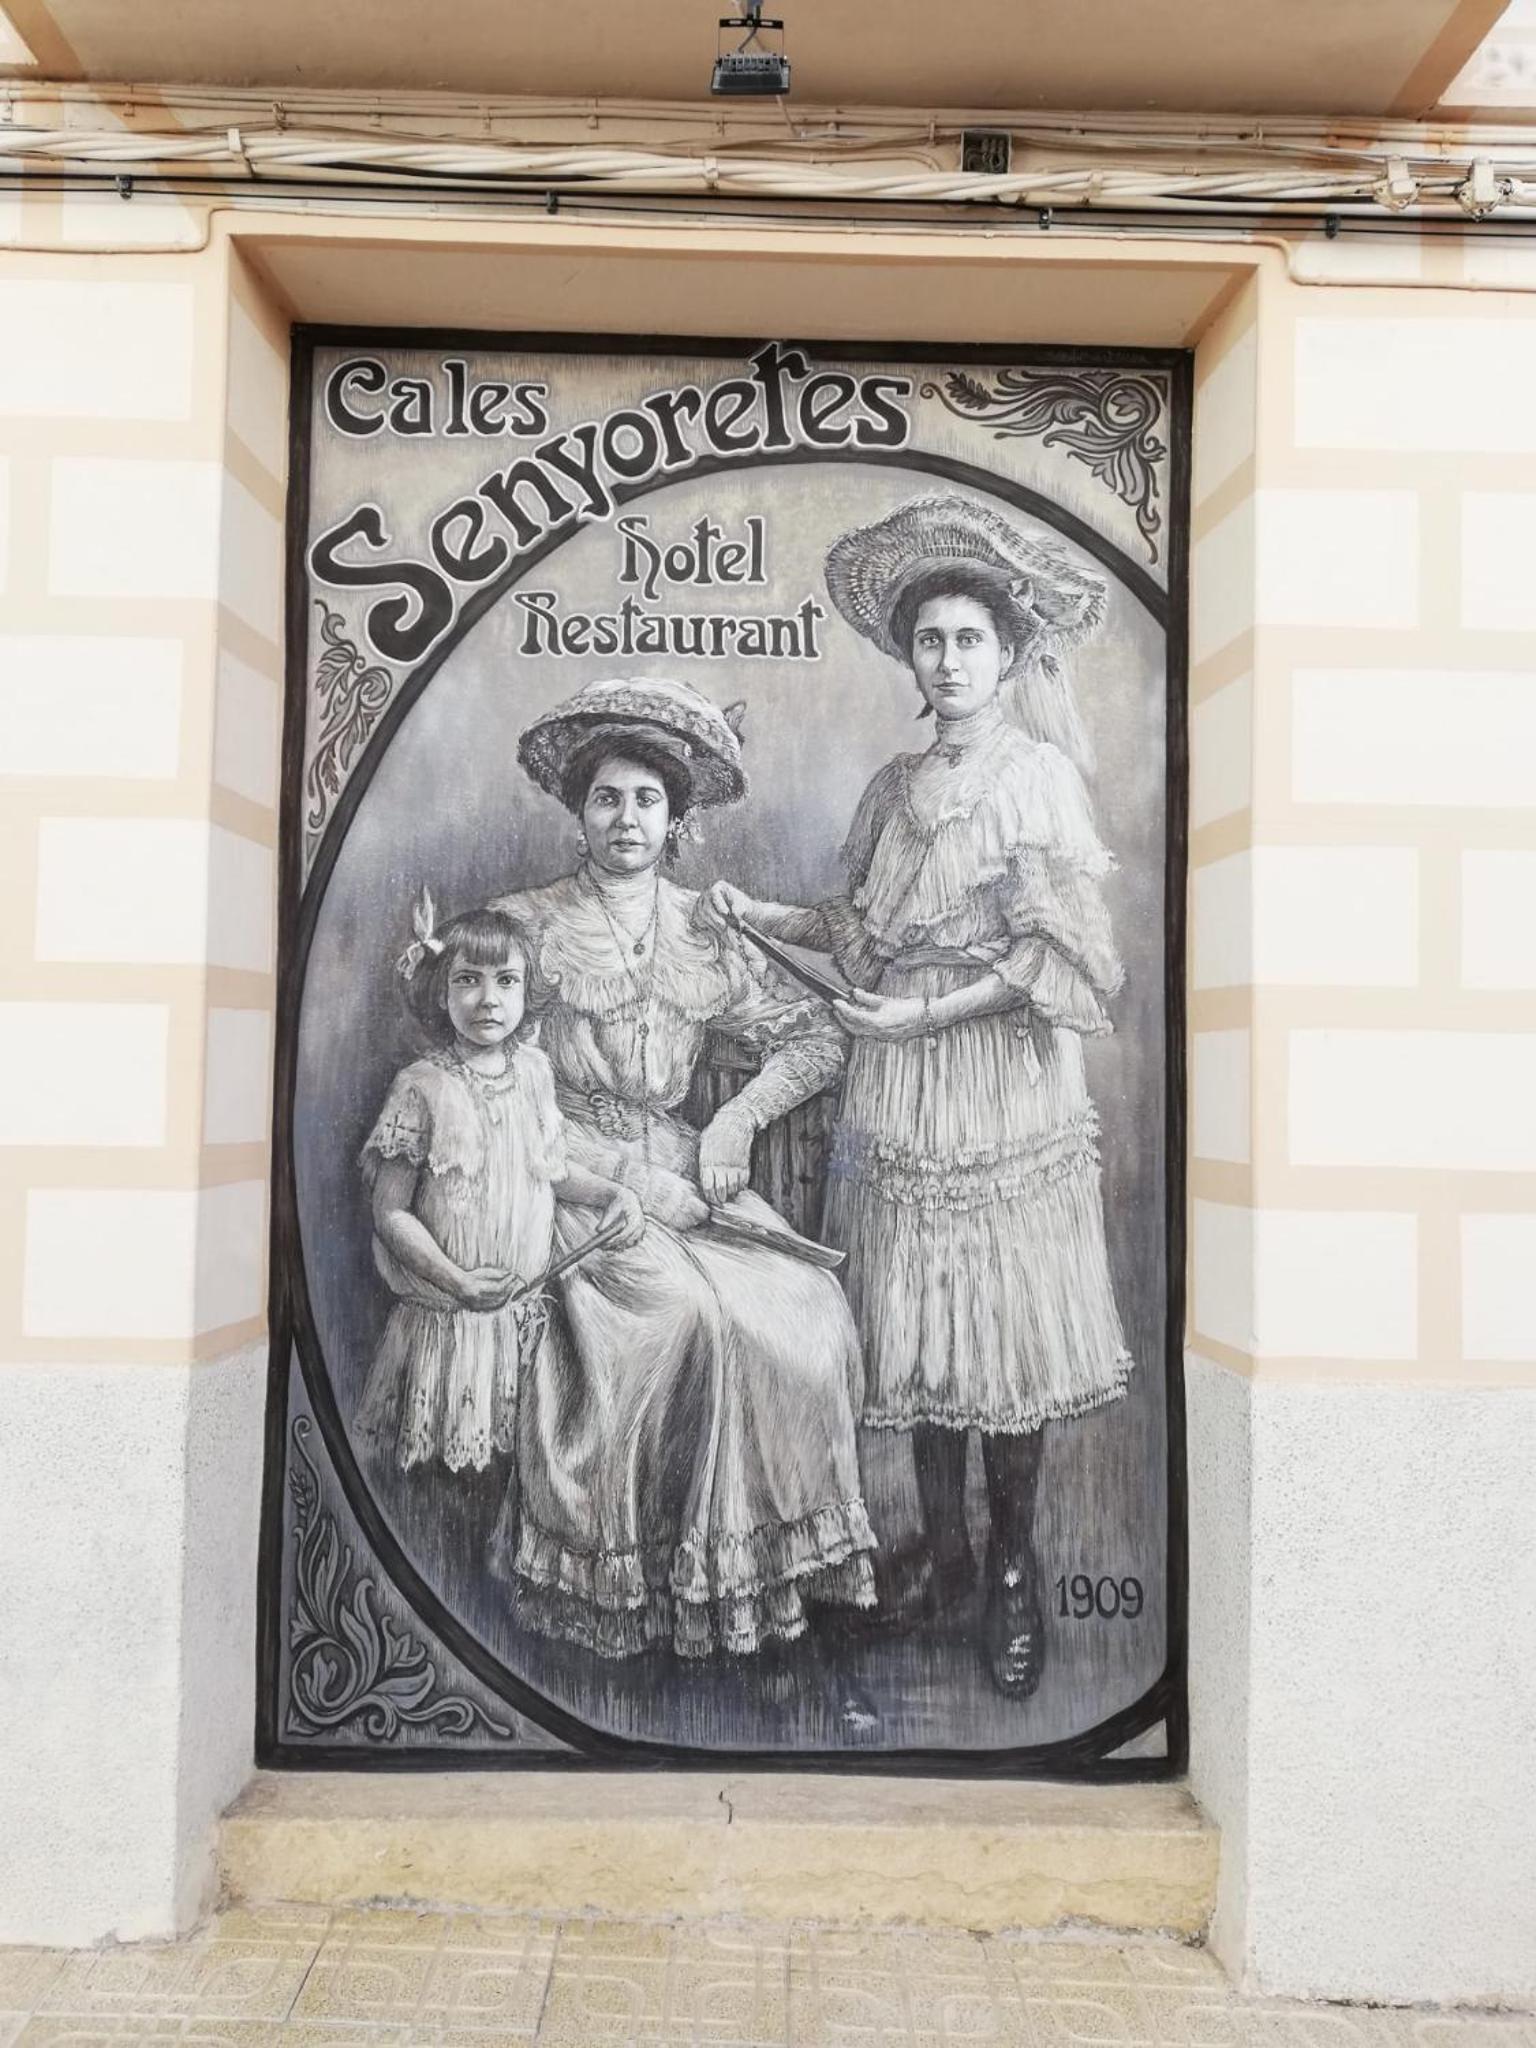 Ca les
Senyoretes
Hotel
Restaurant
1909